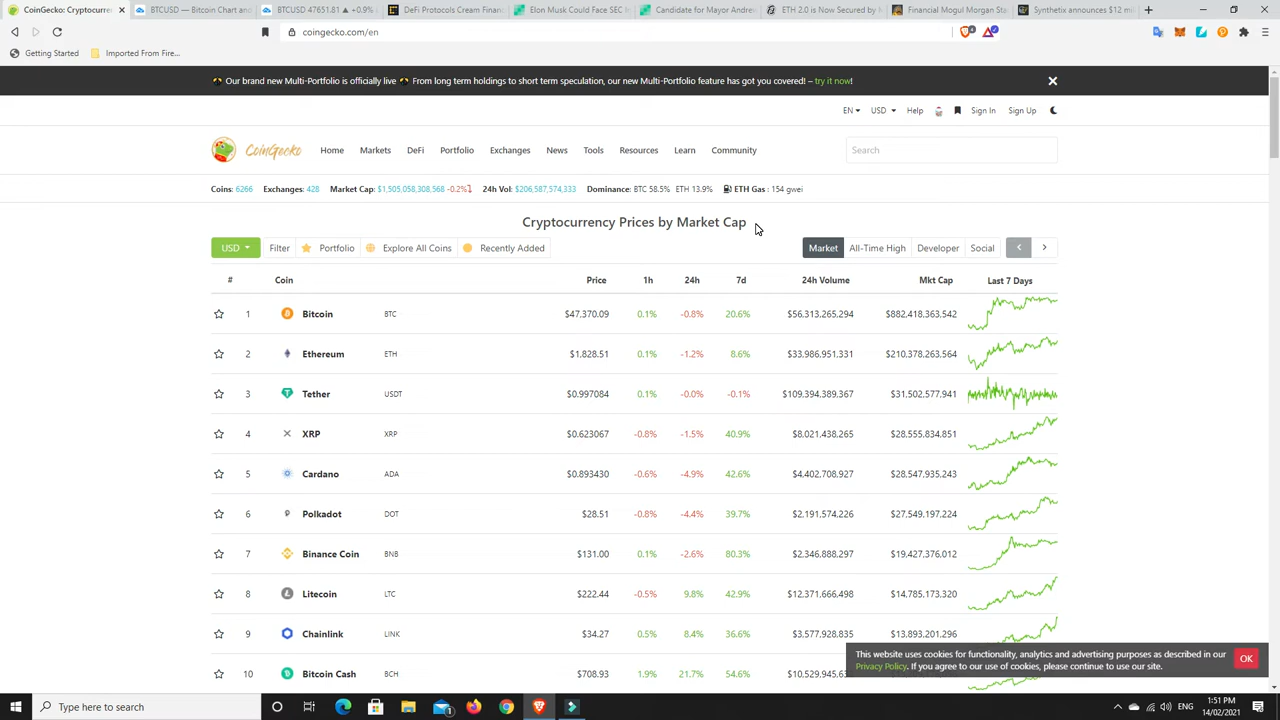 CoinGecko: Cryptocurrenc
BTCUSD — Bitcoin Chart and
BTCUSD 47651.81 ▲ +0.9%
DeFi Protocols Cream Financ
Elon Musk Could Face SEC
Candidate for Mayor Andre
ETH 2.0 is Now Secured by
Financial Mogul Morgan Sta
Synthetix announces $12 mi
coingecko.com/en
Getting Started Imported From Fire...
Our brand new Multi-Portfolio is officially live From long term holdings to short term speculation, our new Multi-Portfolio feature has got you covered! – try it now!
EN USD Help Sign In Sign Up
CoinGecko Home Markets DeFi Portfolio Exchanges News Tools Resources Learn Community Search
Coins: 6266 Exchanges: 428 Market Cap: $1,505,058,308,568 -0.2% 24h Vol: $206,587,574,333 Dominance: BTC 58.5% ETH 13.9% ETH Gas : 154 gwei
Cryptocurrency Prices by Market Cap
USD Filter Portfolio Explore All Coins Recently Added Market All-Time High Developer Social < >
# Coin Price 1h 24h 7d 24h Volume Mkt Cap Last 7 Days
1 Bitcoin BTC $47,370.09 0.1% -0.8% 20.6% $56,313,265,294 $882,418,363,542
2 Ethereum ETH $1,828.51 0.1% -1.2% 8.6% $33,986,951,331 $210,378,263,564
3 Tether USDT $0.997084 0.1% -0.0% -0.1% $109,394,389,367 $31,502,577,941
4 XRP XRP $0.623067 -0.8% -1.5% 40.9% $8,021,438,265 $28,555,834,851
5 Cardano ADA $0.893430 -0.6% -4.9% 42.6% $4,402,708,927 $28,547,935,243
6 Polkadot DOT $28.51 -0.8% -4.4% 39.7% $2,191,574,226 $27,549,197,224
7 Binance Coin BNB $131.00 0.1% -2.6% 80.3% $2,346,888,297 $19,427,376,012
8 Litecoin LTC $222.44 -0.5% 9.8% 42.9% $12,371,666,498 $14,785,173,320
9 Chainlink LINK $34.27 0.5% 8.4% 36.6% $3,577,928,835 $13,893,201,296
10 Bitcoin Cash BCH $708.93 1.9% 21.7% 54.6% $10,529,945,6
This website uses cookies for functionality, analytics and advertising purposes as described in our
Privacy Policy. If you agree to our use of cookies, please continue to use our site.
OK
Type here to search
ENG
1:51 PM
14/02/2021